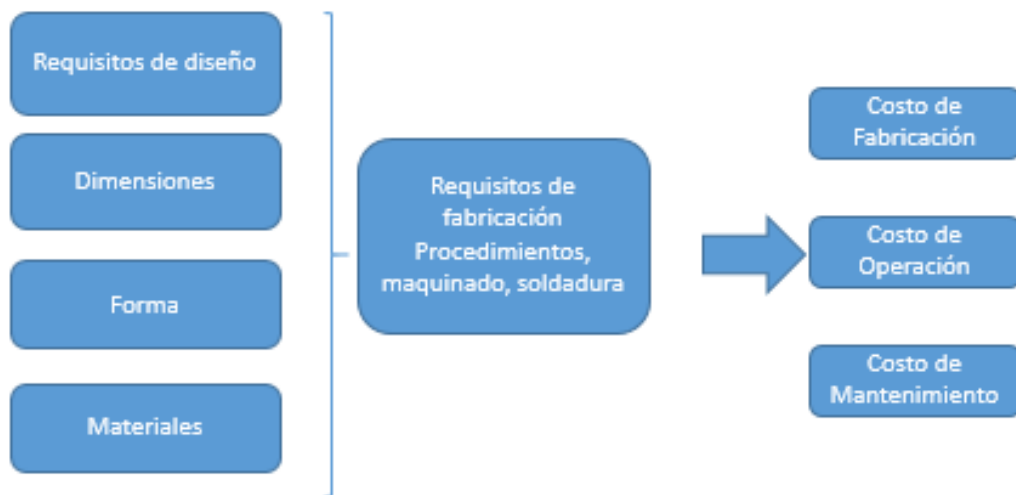 Requisitos de diseño
Dimensiones
Forma
Materiales
Requisitos de
fabricación
Procedimientos,
maquinado, soldadura
Costo de
Fabricación
Costo de
Operación
Costo de
Mantenimiento